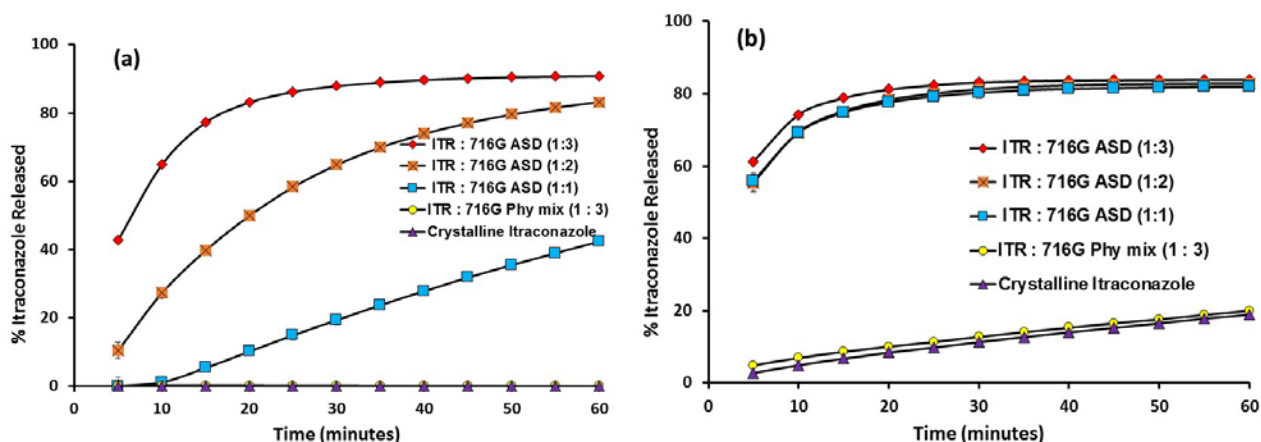 (a)
% Itraconazole Released
100
80
60
40
20
0
0 10 20 30 40 50 60
Time (minutes)
ITR : 716G ASD (1:3)
ITR : 716G ASD (1:2)
ITR : 716G ASD (1:1)
ITR : 716G Phy mix (1 : 3)
Crystalline Itraconazole
(b)
% Itraconazole Released
100
80
60
40
20
0
0 10 20 30 40 50 60
Time (minutes)
ITR : 716G ASD (1:3)
ITR : 716G ASD (1:2)
ITR : 716G ASD (1:1)
ITR : 716G Phy mix (1 : 3)
Crystalline Itraconazole